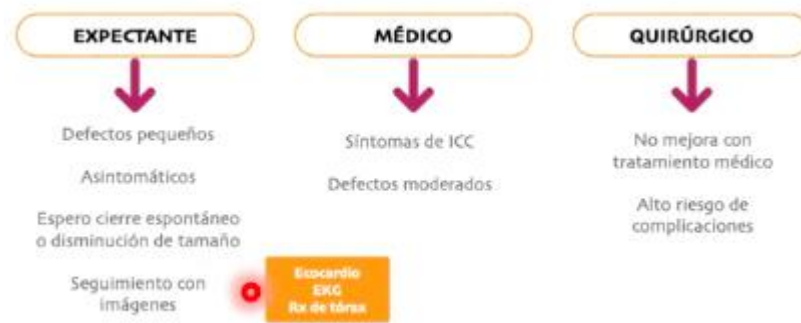 EXPECTANTE
Defectos pequeños
Asintomáticos
Espero cierre espontáneo
o disminución de tamaño
Seguimiento con
imágenes
Ecocardio
EKG
Rx de tórax
MÉDICO
Síntomas de ICC
Defectos moderados
QUIRÚRGICO
No mejora con
tratamiento médico
Alto riesgo de
complicaciones